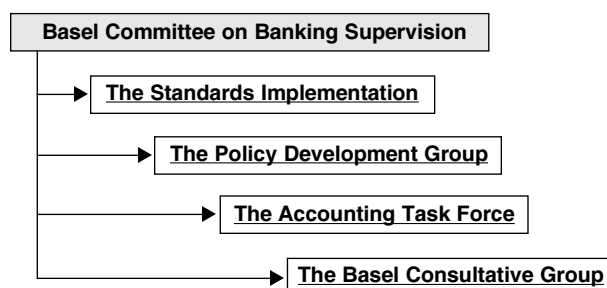 Basel Committee on Banking Supervision
The Standards Implementation
The Policy Development Group
The Accounting Task Force
The Basel Consultative Group